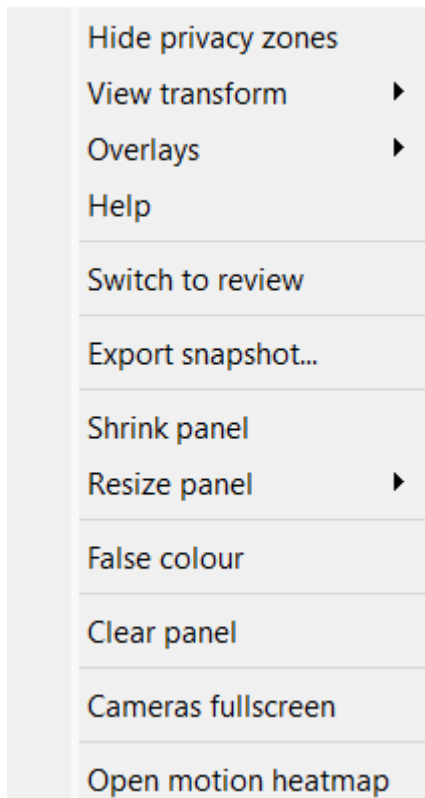 Hide privacy zones
View transform
Overlays
Help
Switch to review
Export snapshot...
Shrink panel
Resize panel
False colour
Clear panel
Cameras fullscreen
Open motion heatmap